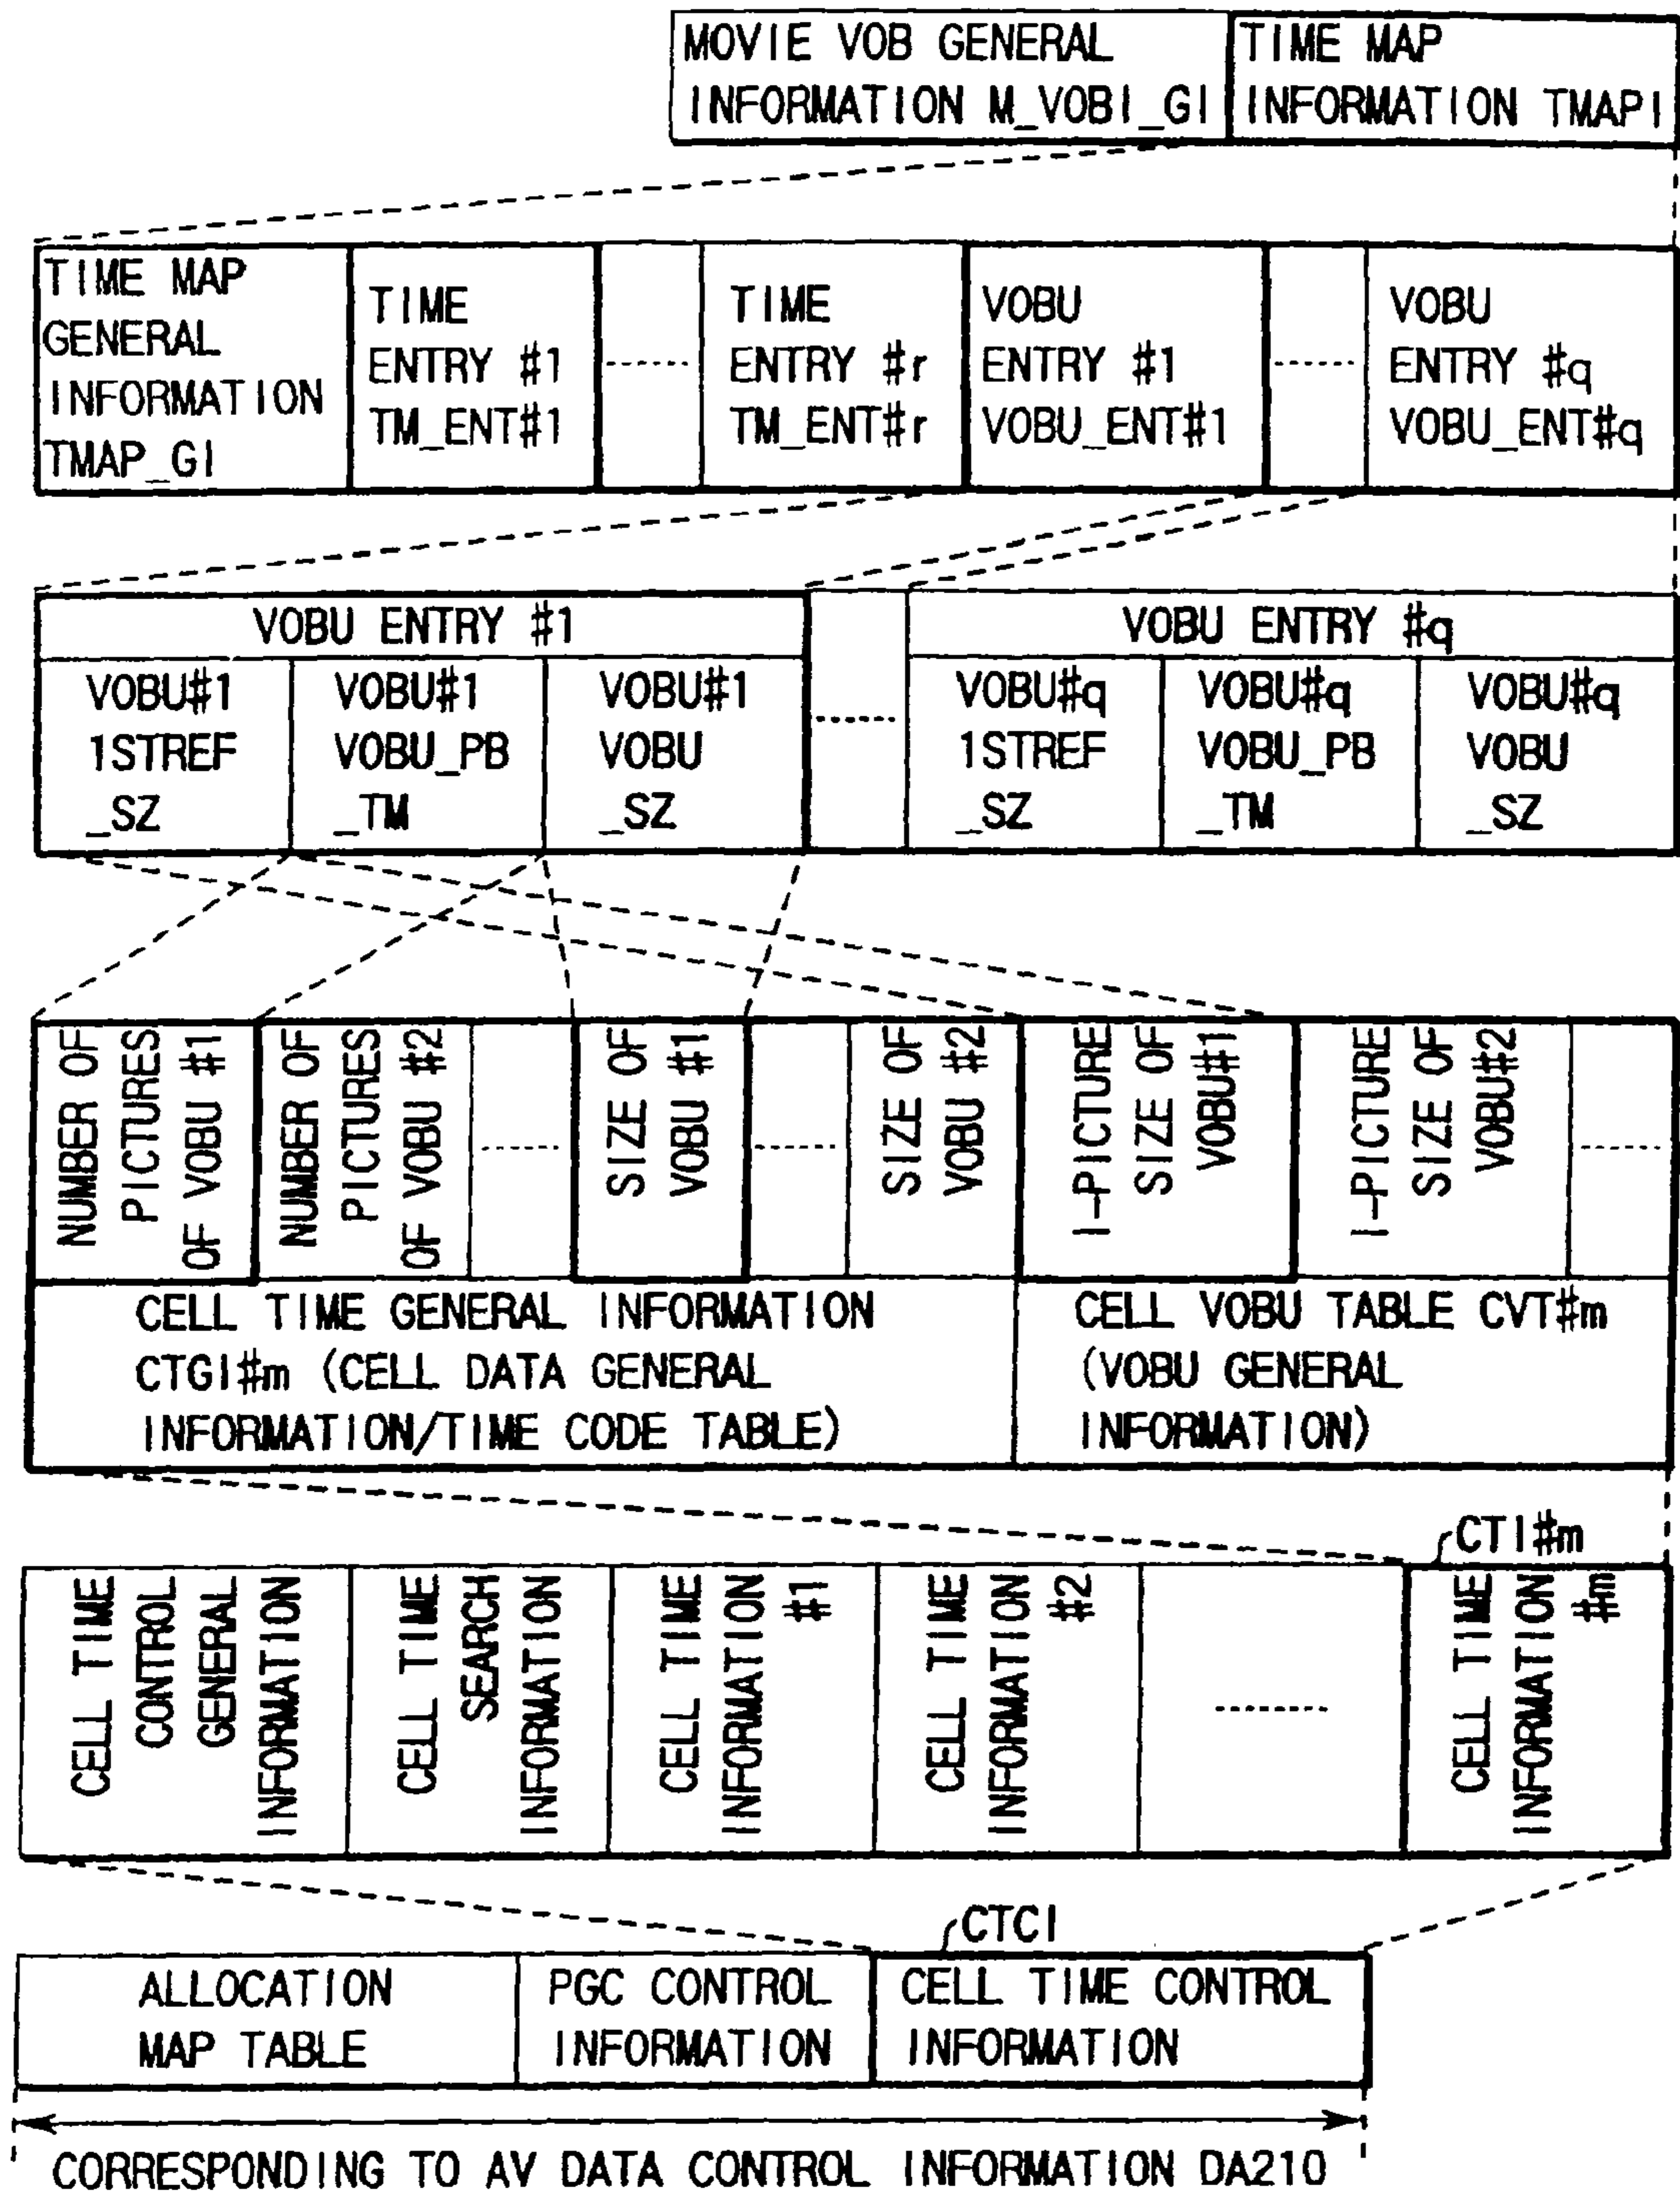 MOVIE VOB GENERAL
INFORMATION M_VOBI_GI
TIME MAP
INFORMATION TMAPI
TIME MAP
GENERAL
INFORMATION
TMAP_GI
TIME
ENTRY #1
TM_ENT#1
TIME
ENTRY #r
TM_ENT#r
VOBU
ENTRY #1
VOBU_ENT#1
VOBU
ENTRY #q
VOBU_ENT#q
VOBU ENTRY #1
VOBU ENTRY #q
VOBU#1
1STREF
_SZ
VOBU#1
VOBU_PB
_TM
VOBU#1
VOBU
_SZ
VOBU#q
1STREF
_SZ
VOBU#q
VOBU_PB
_TM
VOBU#q
VOBU
_SZ
NUMBER OF
PICTURES
OF VOBU #1
NUMBER OF
PICTURES
OF VOBU #2
SIZE OF
VOBU #1
SIZE OF
VOBU #2
I-PICTURE
SIZE OF
VOBU#1
I-PICTURE
SIZE OF
VOBU#2
CELL TIME GENERAL INFORMATION
CTGI#m (CELL DATA GENERAL
INFORMATION/TIME CODE TABLE)
CELL VOBU TABLE CVT#m
(VOBU GENERAL
INFORMATION)
CTI#m
CELL TIME
CONTROL
GENERAL
INFORMATION
CELL TIME
SEARCH
INFORMATION
CELL TIME
INFORMATION
#1
CELL TIME
INFORMATION
#2
CELL TIME
INFORMATION
#m
CTCI
ALLOCATION
MAP TABLE
PGC CONTROL
INFORMATION
CELL TIME CONTROL
INFORMATION
CORRESPONDING TO AV DATA CONTROL INFORMATION DA210